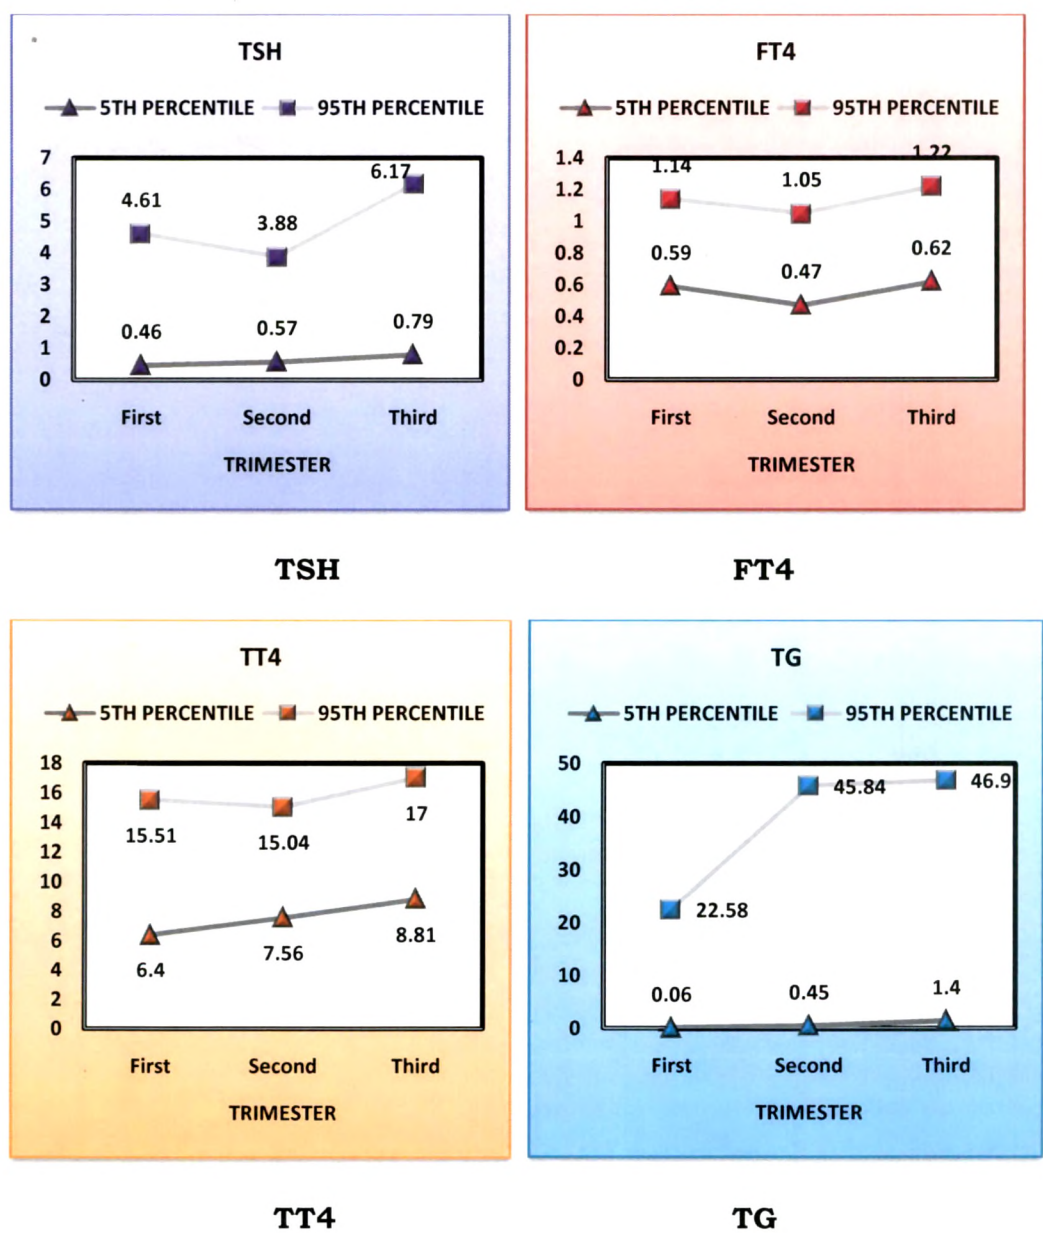 TSH
5TH PERCENTILE 95TH PERCENTILE
7
6
5
4
3
2
1
0
4.61
3.88
6.17
0.46
0.57
0.79
First Second Third
TRIMESTER
TSH
FT4
5TH PERCENTILE 95TH PERCENTILE
1.4
1.2
1
0.8
0.6
0.4
0.2
0
1.14
1.05
1.22
0.59
0.47
0.62
First Second Third
TRIMESTER
FT4
TT4
5TH PERCENTILE 95TH PERCENTILE
18
16
14
12
10
8
6
4
2
0
15.51
15.04
17
6.4
7.56
8.81
First Second Third
TRIMESTER
TT4
TG
5TH PERCENTILE 95TH PERCENTILE
50
40
30
20
10
0
22.58
45.84
46.9
0.06
0.45
1.4
First Second Third
TRIMESTER
TG